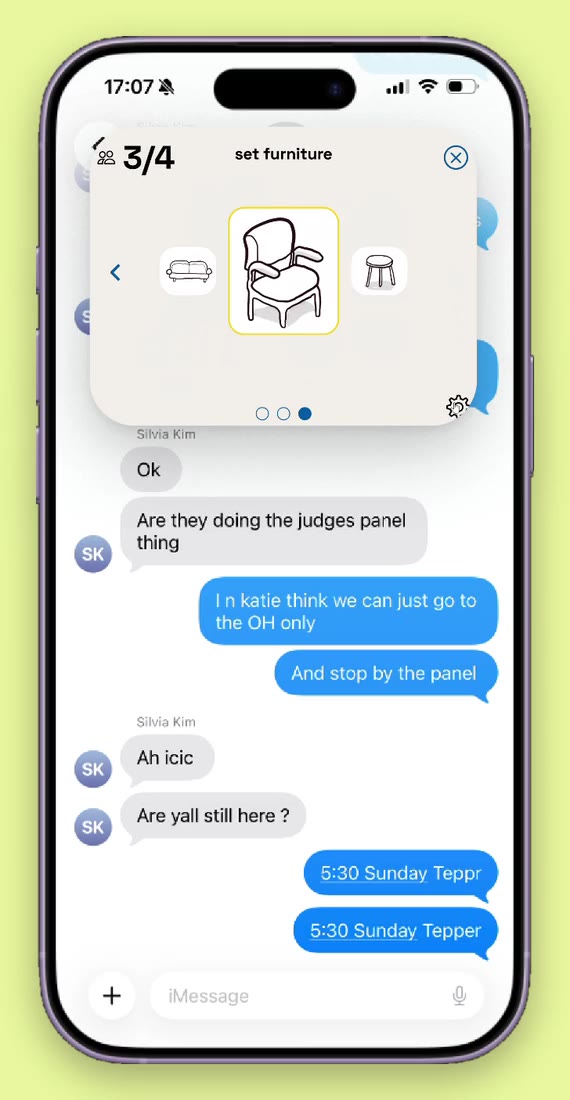 17:07
3/4
set furniture
Silvia Kim
Ok
Are they doing the judges panel
thing
SK
I n katie think we can just go to
the OH only
And stop by the panel
Silvia Kim
Ah icic
SK
Are yall still here ?
SK
5:30 Sunday Teppr
5:30 Sunday Tepper
iMessage